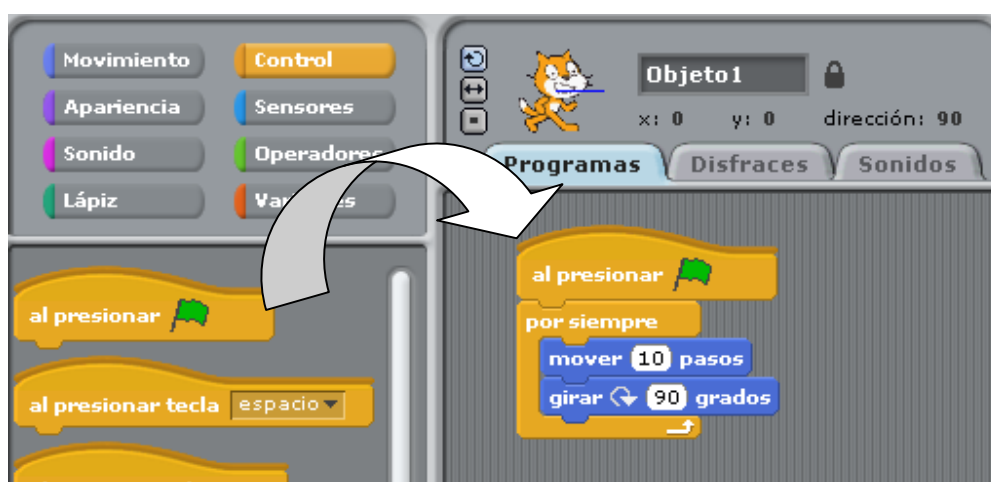 Movimiento
Control
Apariencia
Sensores
Sonido
Operadores
Lápiz
al presionar
al presionar tecla espacio
Objeto1
x: 0 y: 0 dirección: 90
Programas Disfraces Sonidos
al presionar
por siempre
mover 10 pasos
girar 90 grados